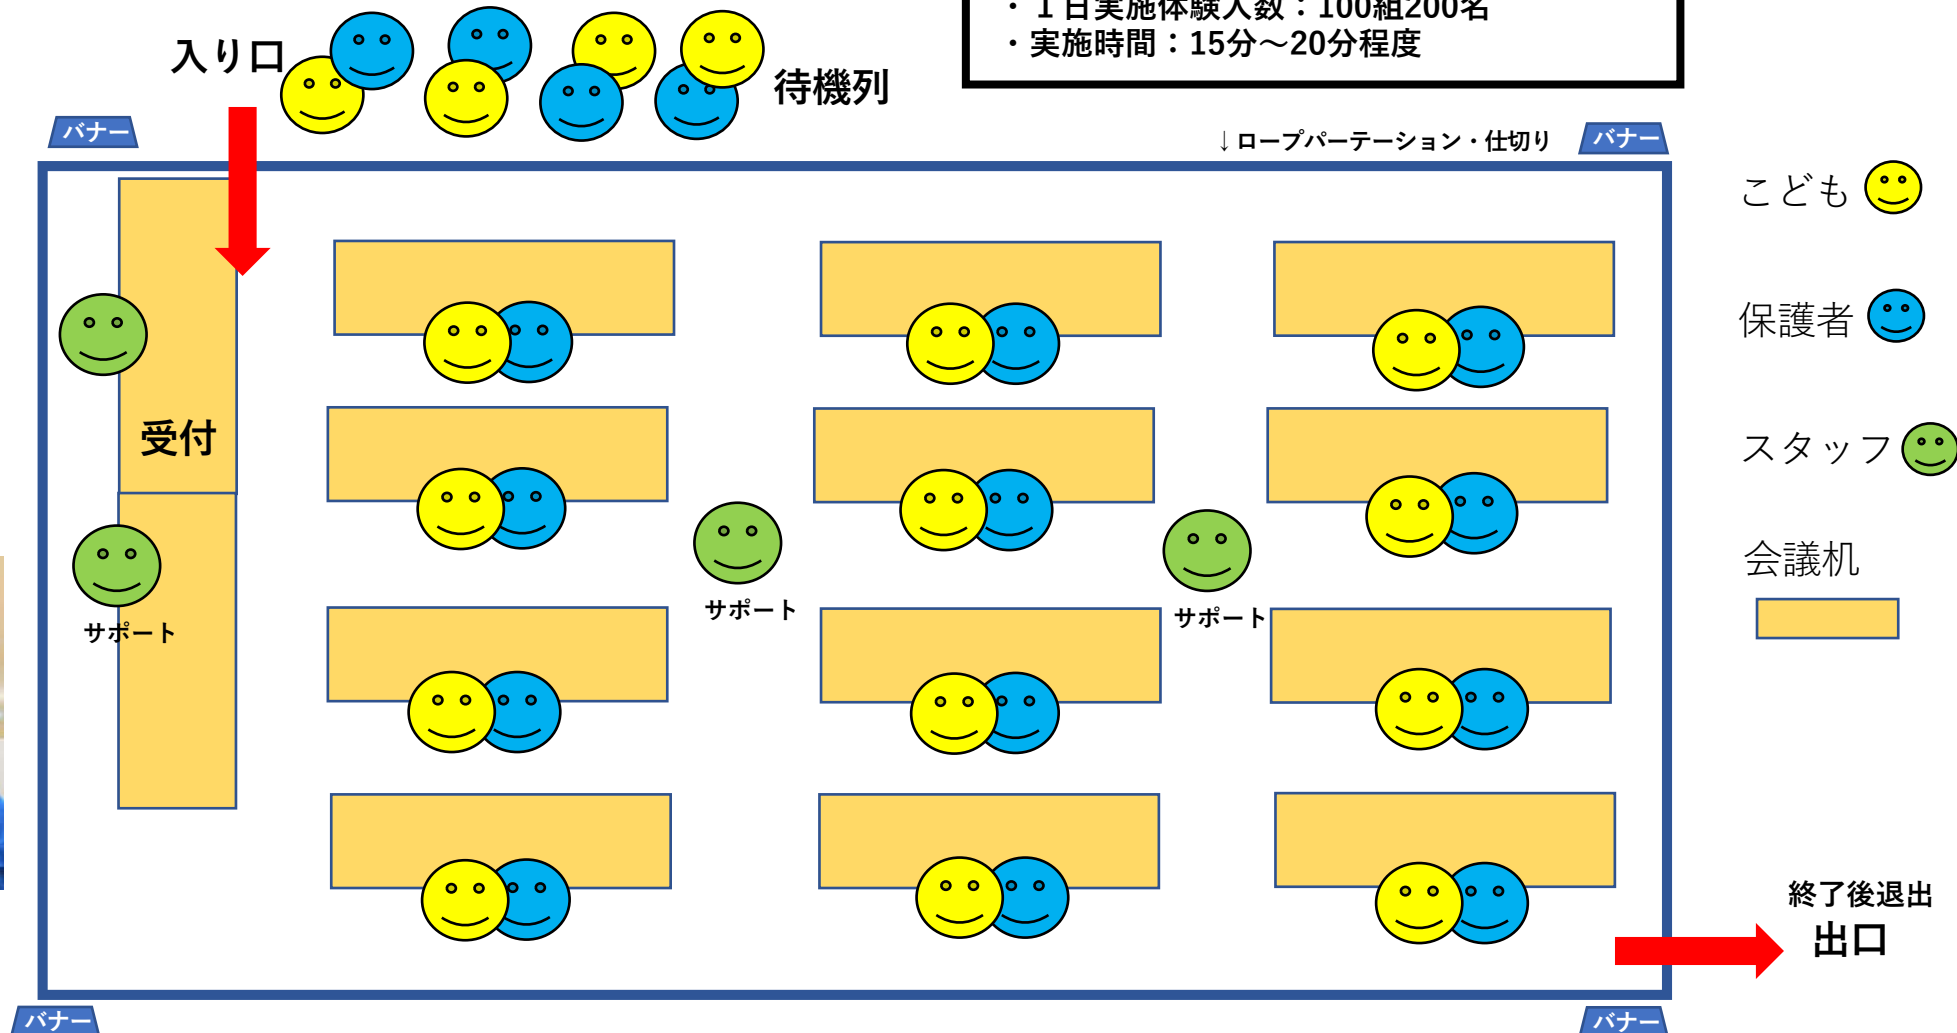 ・１日実施体験人数：100組200名
・実施時間：15分～20分程度
入り口
待機列
バナー
↓ロープパーテーション・仕切り
バナー
こども
保護者
受付
スタッフ
会議机
サポート
サポート
サポート
終了後退出
出口
バナー
バナー